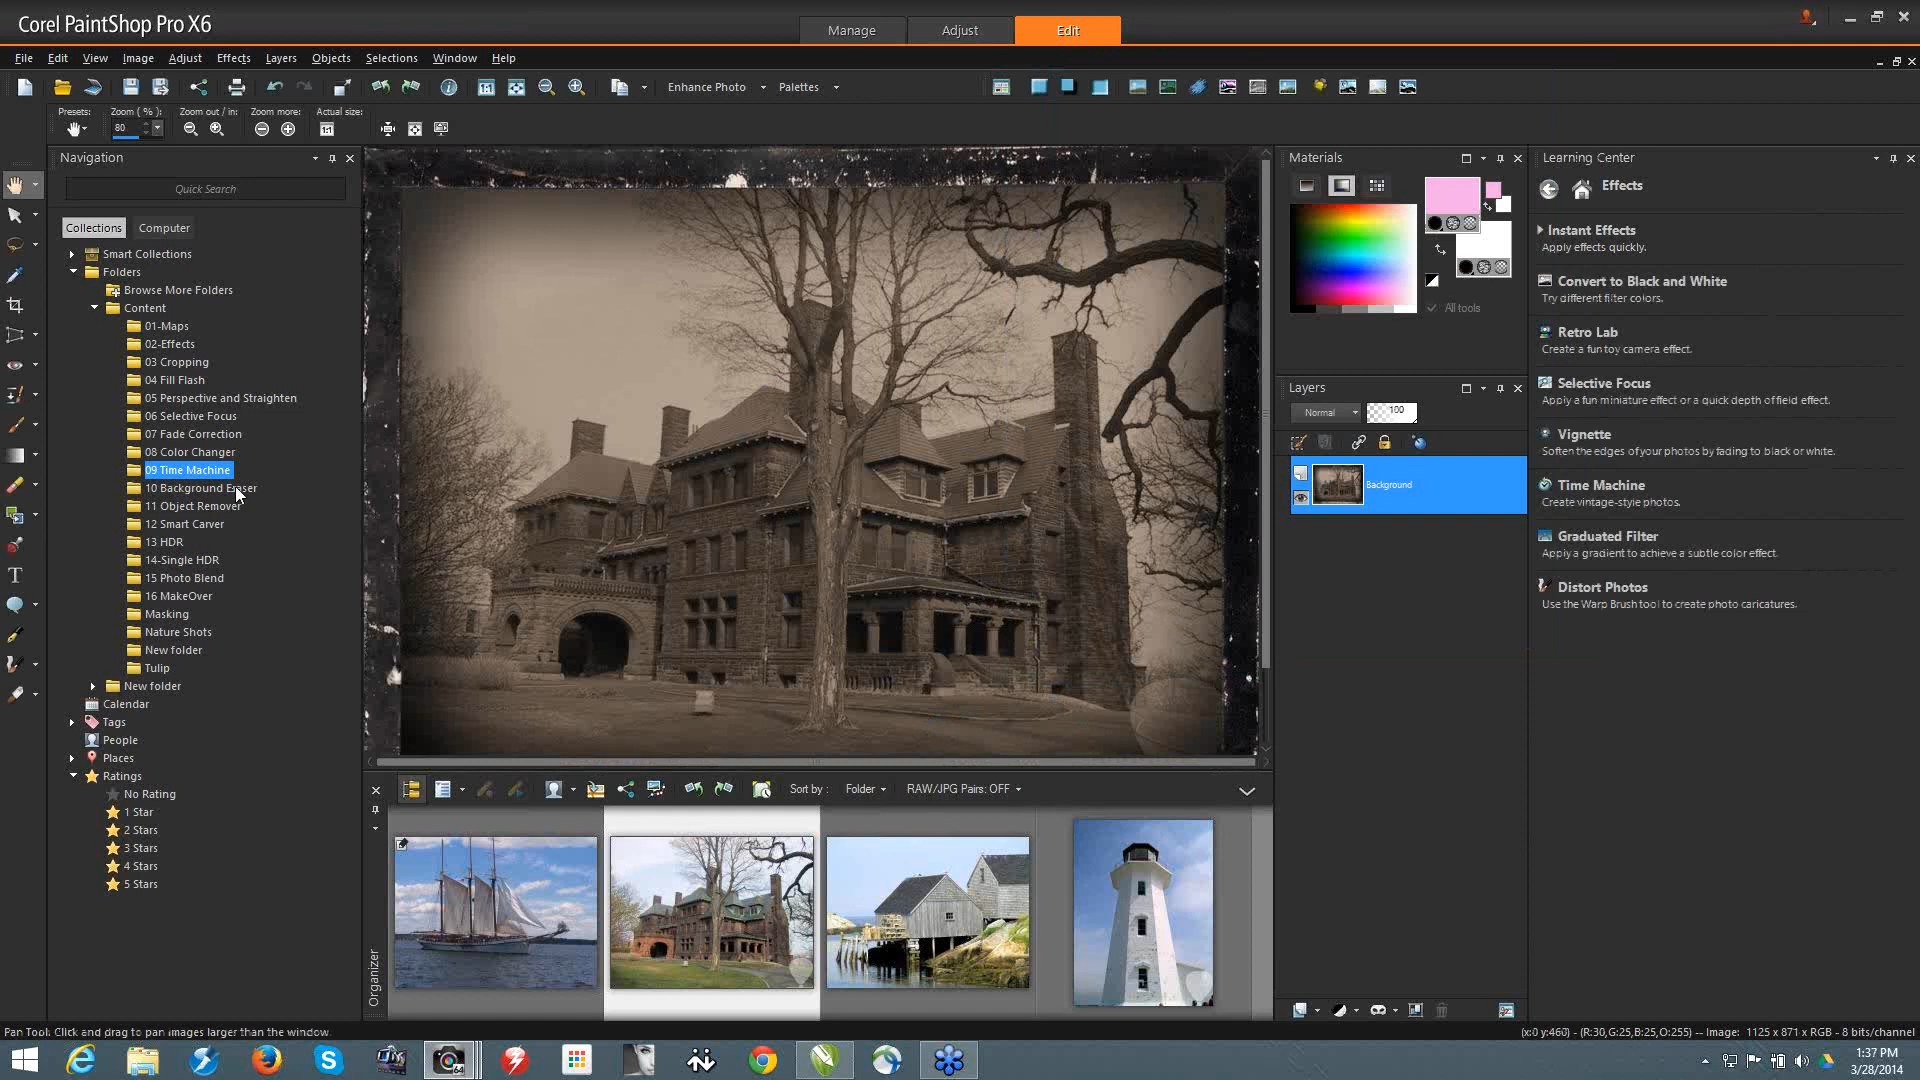 Corel PaintShop Pro X6
Manage
Adjust
Edit
File Edit View Image Adjust Effects Layers Objects Selections Window Help
Enhance Photo
Palettes
Presets:
Zoom ( % ):
Zoom out / in:
Zoom more:
Actual size:
80
Navigation
Quick Search
Collections
Computer
Smart Collections
Folders
Browse More Folders
Content
01-Maps
02-Effects
03 Cropping
04 Fill Flash
05 Perspective and Straighten
06 Selective Focus
07 Fade Correction
08 Color Changer
09 Time Machine
10 Background Eraser
11 Object Remover
12 Smart Carver
13 HDR
14-Single HDR
15 Photo Blend
16 MakeOver
Masking
Nature Shots
New folder
Tulip
New folder
Calendar
Tags
People
Places
Ratings
No Rating
1 Star
2 Stars
3 Stars
4 Stars
5 Stars
Organizer
Sort by :
Folder
RAW/JPG Pairs: OFF
Materials
All tools
Layers
Normal
100
Background
Learning Center
Effects
Instant Effects
Apply effects quickly.
Convert to Black and White
Try different filter colors.
Retro Lab
Create a fun toy camera effect.
Selective Focus
Apply a fun miniature effect or a quick depth of field effect.
Vignette
Soften the edges of your photos by fading to black or white.
Time Machine
Create vintage-style photos.
Graduated Filter
Apply a gradient to achieve a subtle color effect.
Distort Photos
Use the Warp Brush tool to create photo caricatures.
Pan Tool: Click and drag to pan images larger than the window.
(x:0 y:460) - (R:30,G:25,B:25,O:255) -- Image: 1125 x 871 x RGB - 8 bits/channel
1:37 PM
3/28/2014